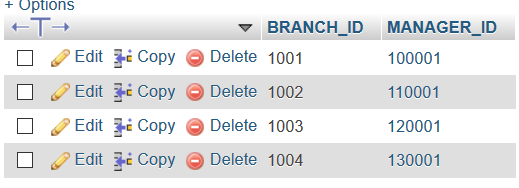 + Options
BRANCH_ID MANAGER_ID
Edit Copy Delete 1001 100001
Edit Copy Delete 1002 110001
Edit Copy Delete 1003 120001
Edit Copy Delete 1004 130001